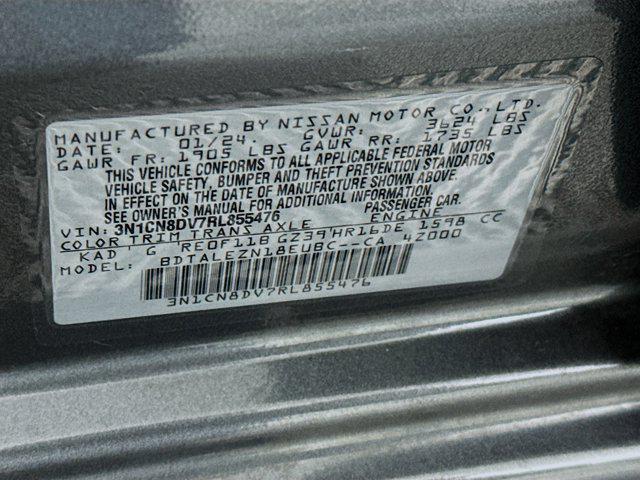 MANUFACTURED BY NISSAN MOTOR CO., LTD.
DATE: 01/24 GVWR: 3624 LBS
GAWR FR: 1905 LBS GAWR RR: 1735 LBS
THIS VEHICLE CONFORMS TO ALL APPLICABLE FEDERAL MOTOR
VEHICLE SAFETY, BUMPER AND THEFT PREVENTION STANDARDS
IN EFFECT ON THE DATE OF MANUFACTURE SHOWN ABOVE.
SEE OWNER'S MANUAL FOR ADDITIONAL INFORMATION.
VIN: 3N1CN8DV7RL855476 PASSENGER CAR.
COLOR TRIM TRANS AXLE ENGINE
KAD G RE0F11B GZ39 HR16DE 1598 CC
MODEL: BDTALEZN18EUBC--CA 42000
3N1CN8DV7RL855476